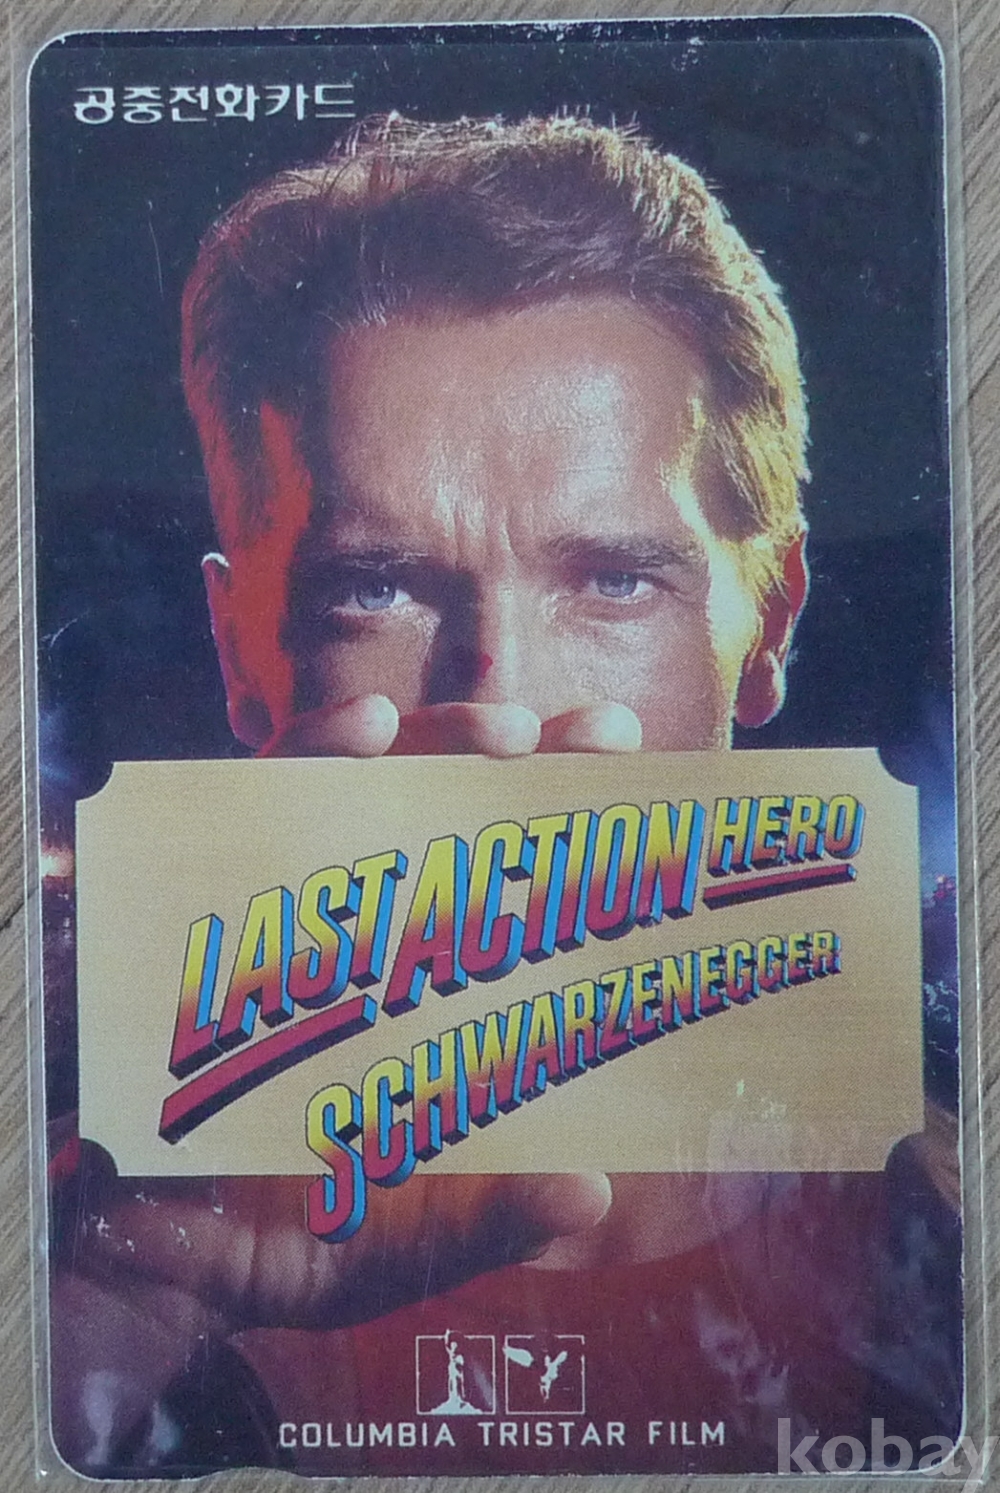 공중전화카드
LAST ACTION HERO
SCHWARZENEGGER
COLUMBIA TRISTAR FILM
kobay